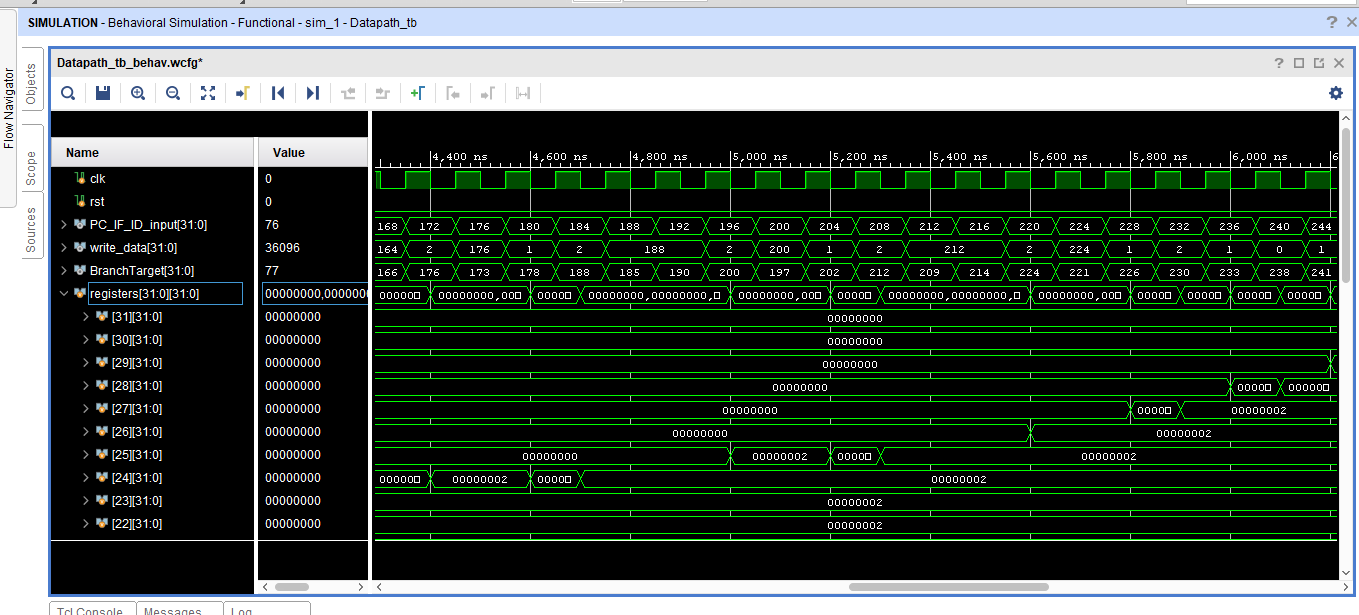 SIMULATION - Behavioral Simulation - Functional - sim_1 - Datapath_tb
Flow Navigator
Objects
Scope
Sources
Datapath_tb_behav.wcfg*
Name Value
4,400 ns 4,600 ns 4,800 ns 5,000 ns 5,200 ns 5,400 ns 5,600 ns 5,800 ns 6,000 ns 6
clk 0
rst 0
PC_IF_ID_input[31:0] 76 168 172 176 180 184 188 192 196 200 204 208 212 216 220 224 228 232 236 240 244
write_data[31:0] 36096 164 2 176 1 2 188 2 200 1 2 212 2 224 1 2 1 0 1
BranchTarget[31:0] 77 166 176 173 178 188 185 190 200 197 202 212 209 214 224 221 226 230 233 238 241
registers[31:0][31:0] 00000000,0000000 00000 00000000,00 00000 00000000,00000000, 00000000,00 00000 00000000,00000000, 00000000,00 00000 00000 00000 00000
[31][31:0] 00000000 00000000
[30][31:0] 00000000 00000000
[29][31:0] 00000000 00000000
[28][31:0] 00000000 00000000 0000 00000
[27][31:0] 00000000 00000000 0000 00000002
[26][31:0] 00000000 00000000 00000002
[25][31:0] 00000000 00000000 00000002 0000 00000002
[24][31:0] 00000000 00000 00000002 0000 00000002
[23][31:0] 00000000 00000002
[22][31:0] 00000000 00000002
Tcl Console Messages Log